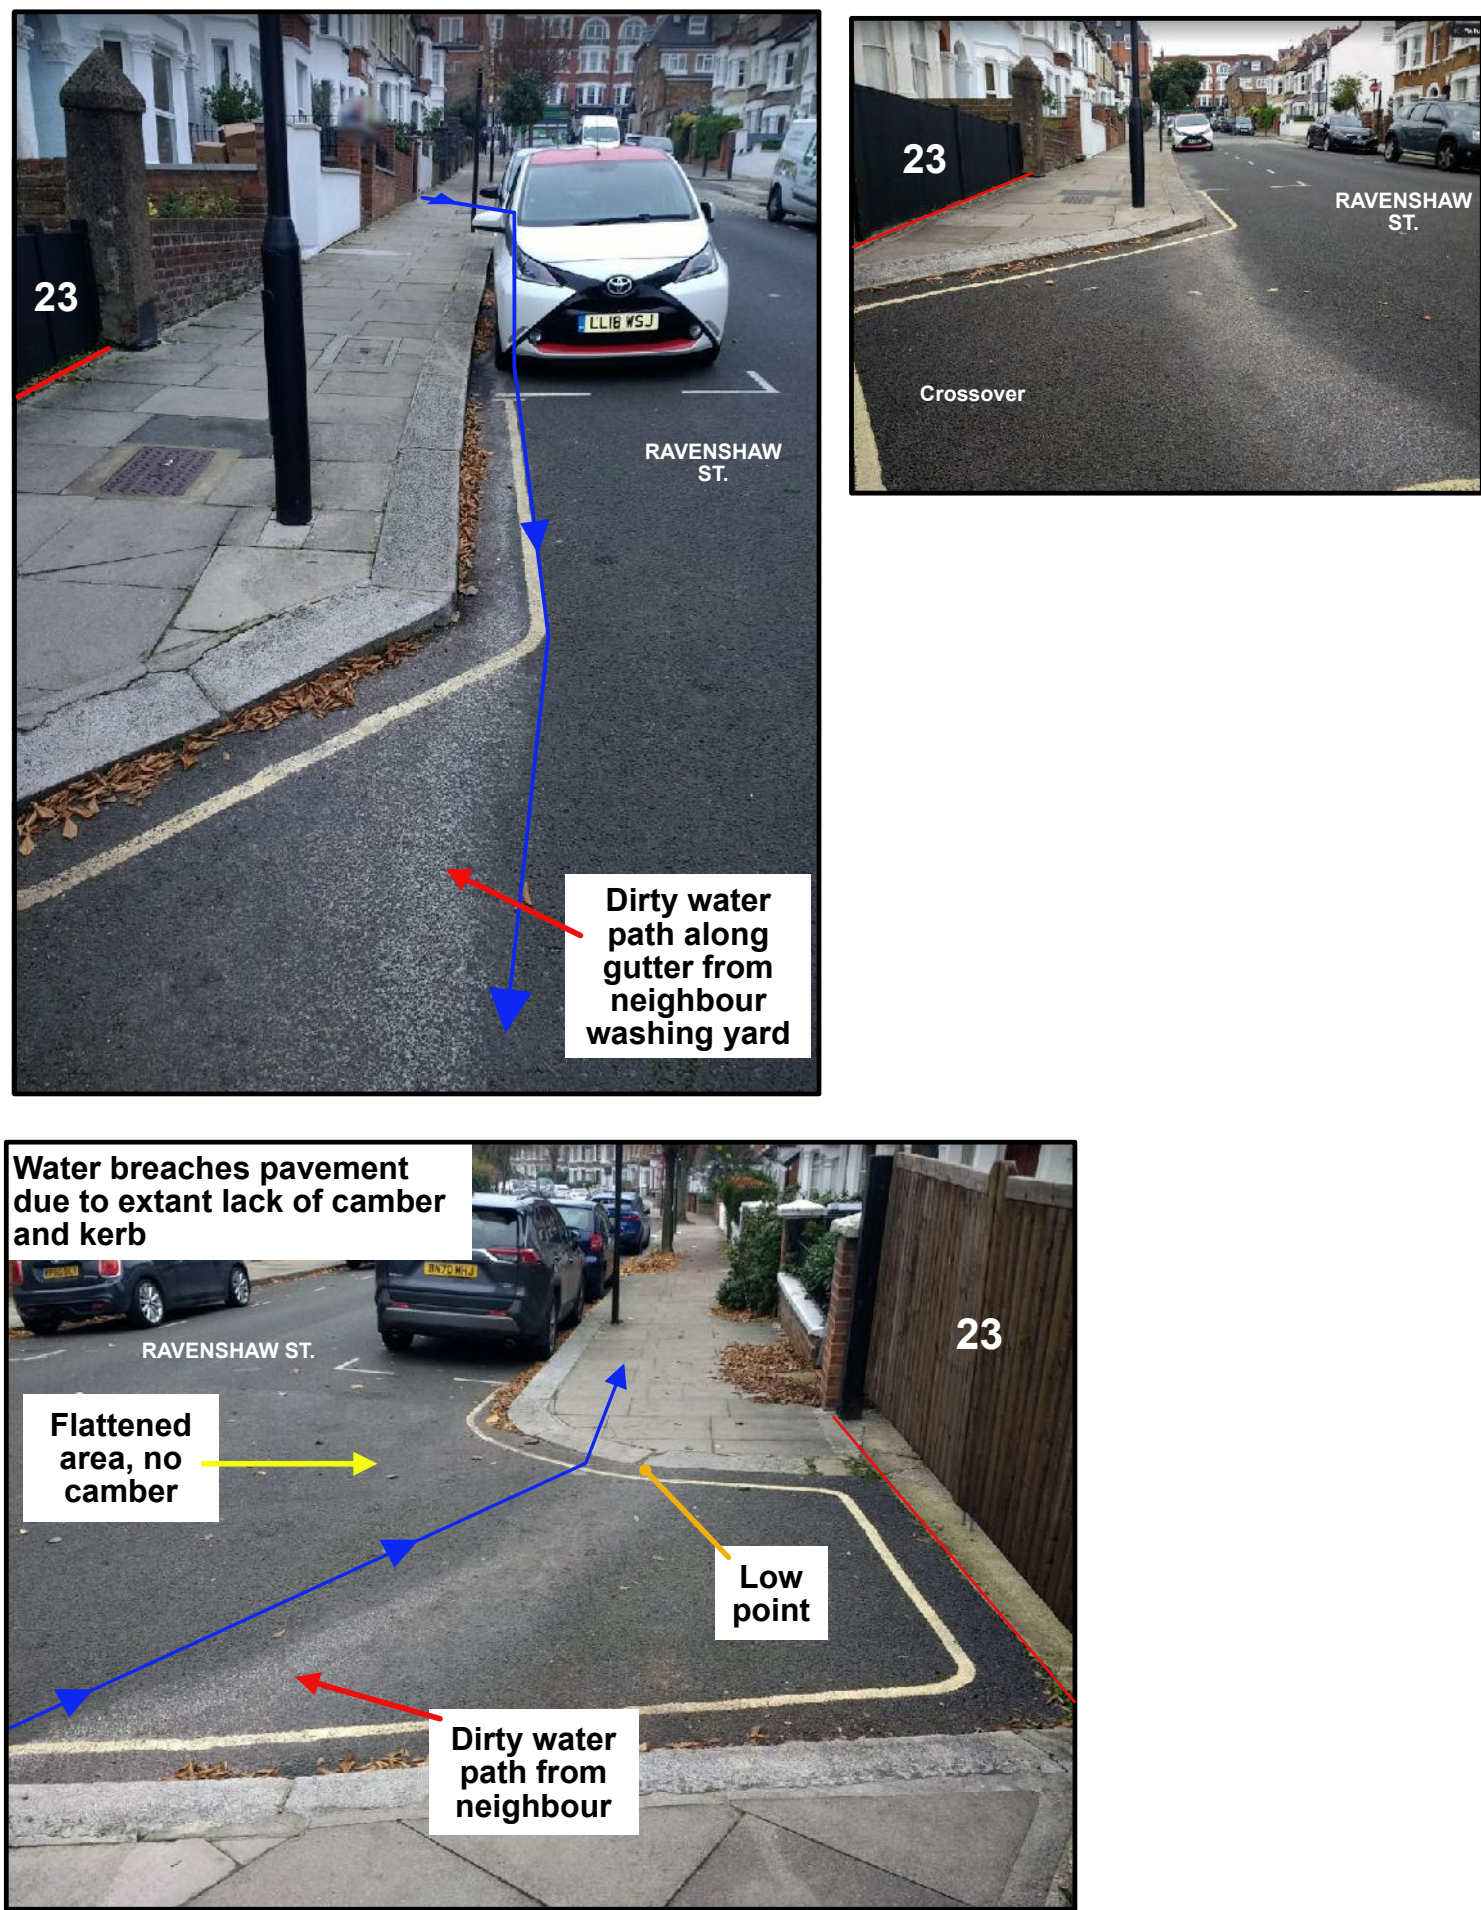 23
LL18 WSJ
RAVENSHAW
ST.
Dirty water
path along
gutter from
neighbour
washing yard
23
RAVENSHAW
ST.
Crossover
Water breaches pavement
due to extant lack of camber
and kerb
BN70 MHJ
RAVENSHAW ST.
23
Flattened
area, no
camber
Low
point
Dirty water
path from
neighbour